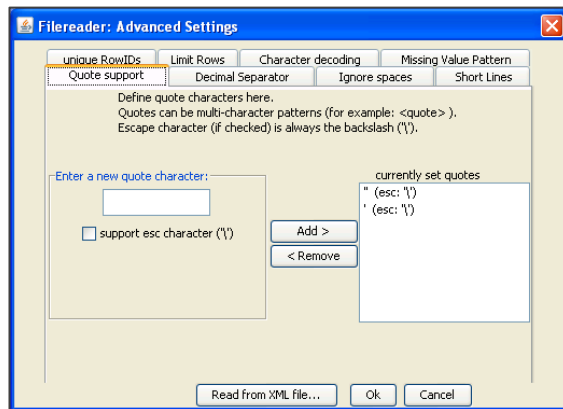 Filereader: Advanced Settings
unique RowIDs
Limit Rows
Character decoding
Missing Value Pattern
Quote support
Decimal Separator
Ignore spaces
Short Lines
Define quote characters here.
Quotes can be multi-character patterns (for example: <quote> ).
Escape character (if checked) is always the backslash ('\').
Enter a new quote character:
support esc character ('\')
Add >
< Remove
currently set quotes
" (esc: '\')
' (esc: '\')
Read from XML file...
Ok
Cancel